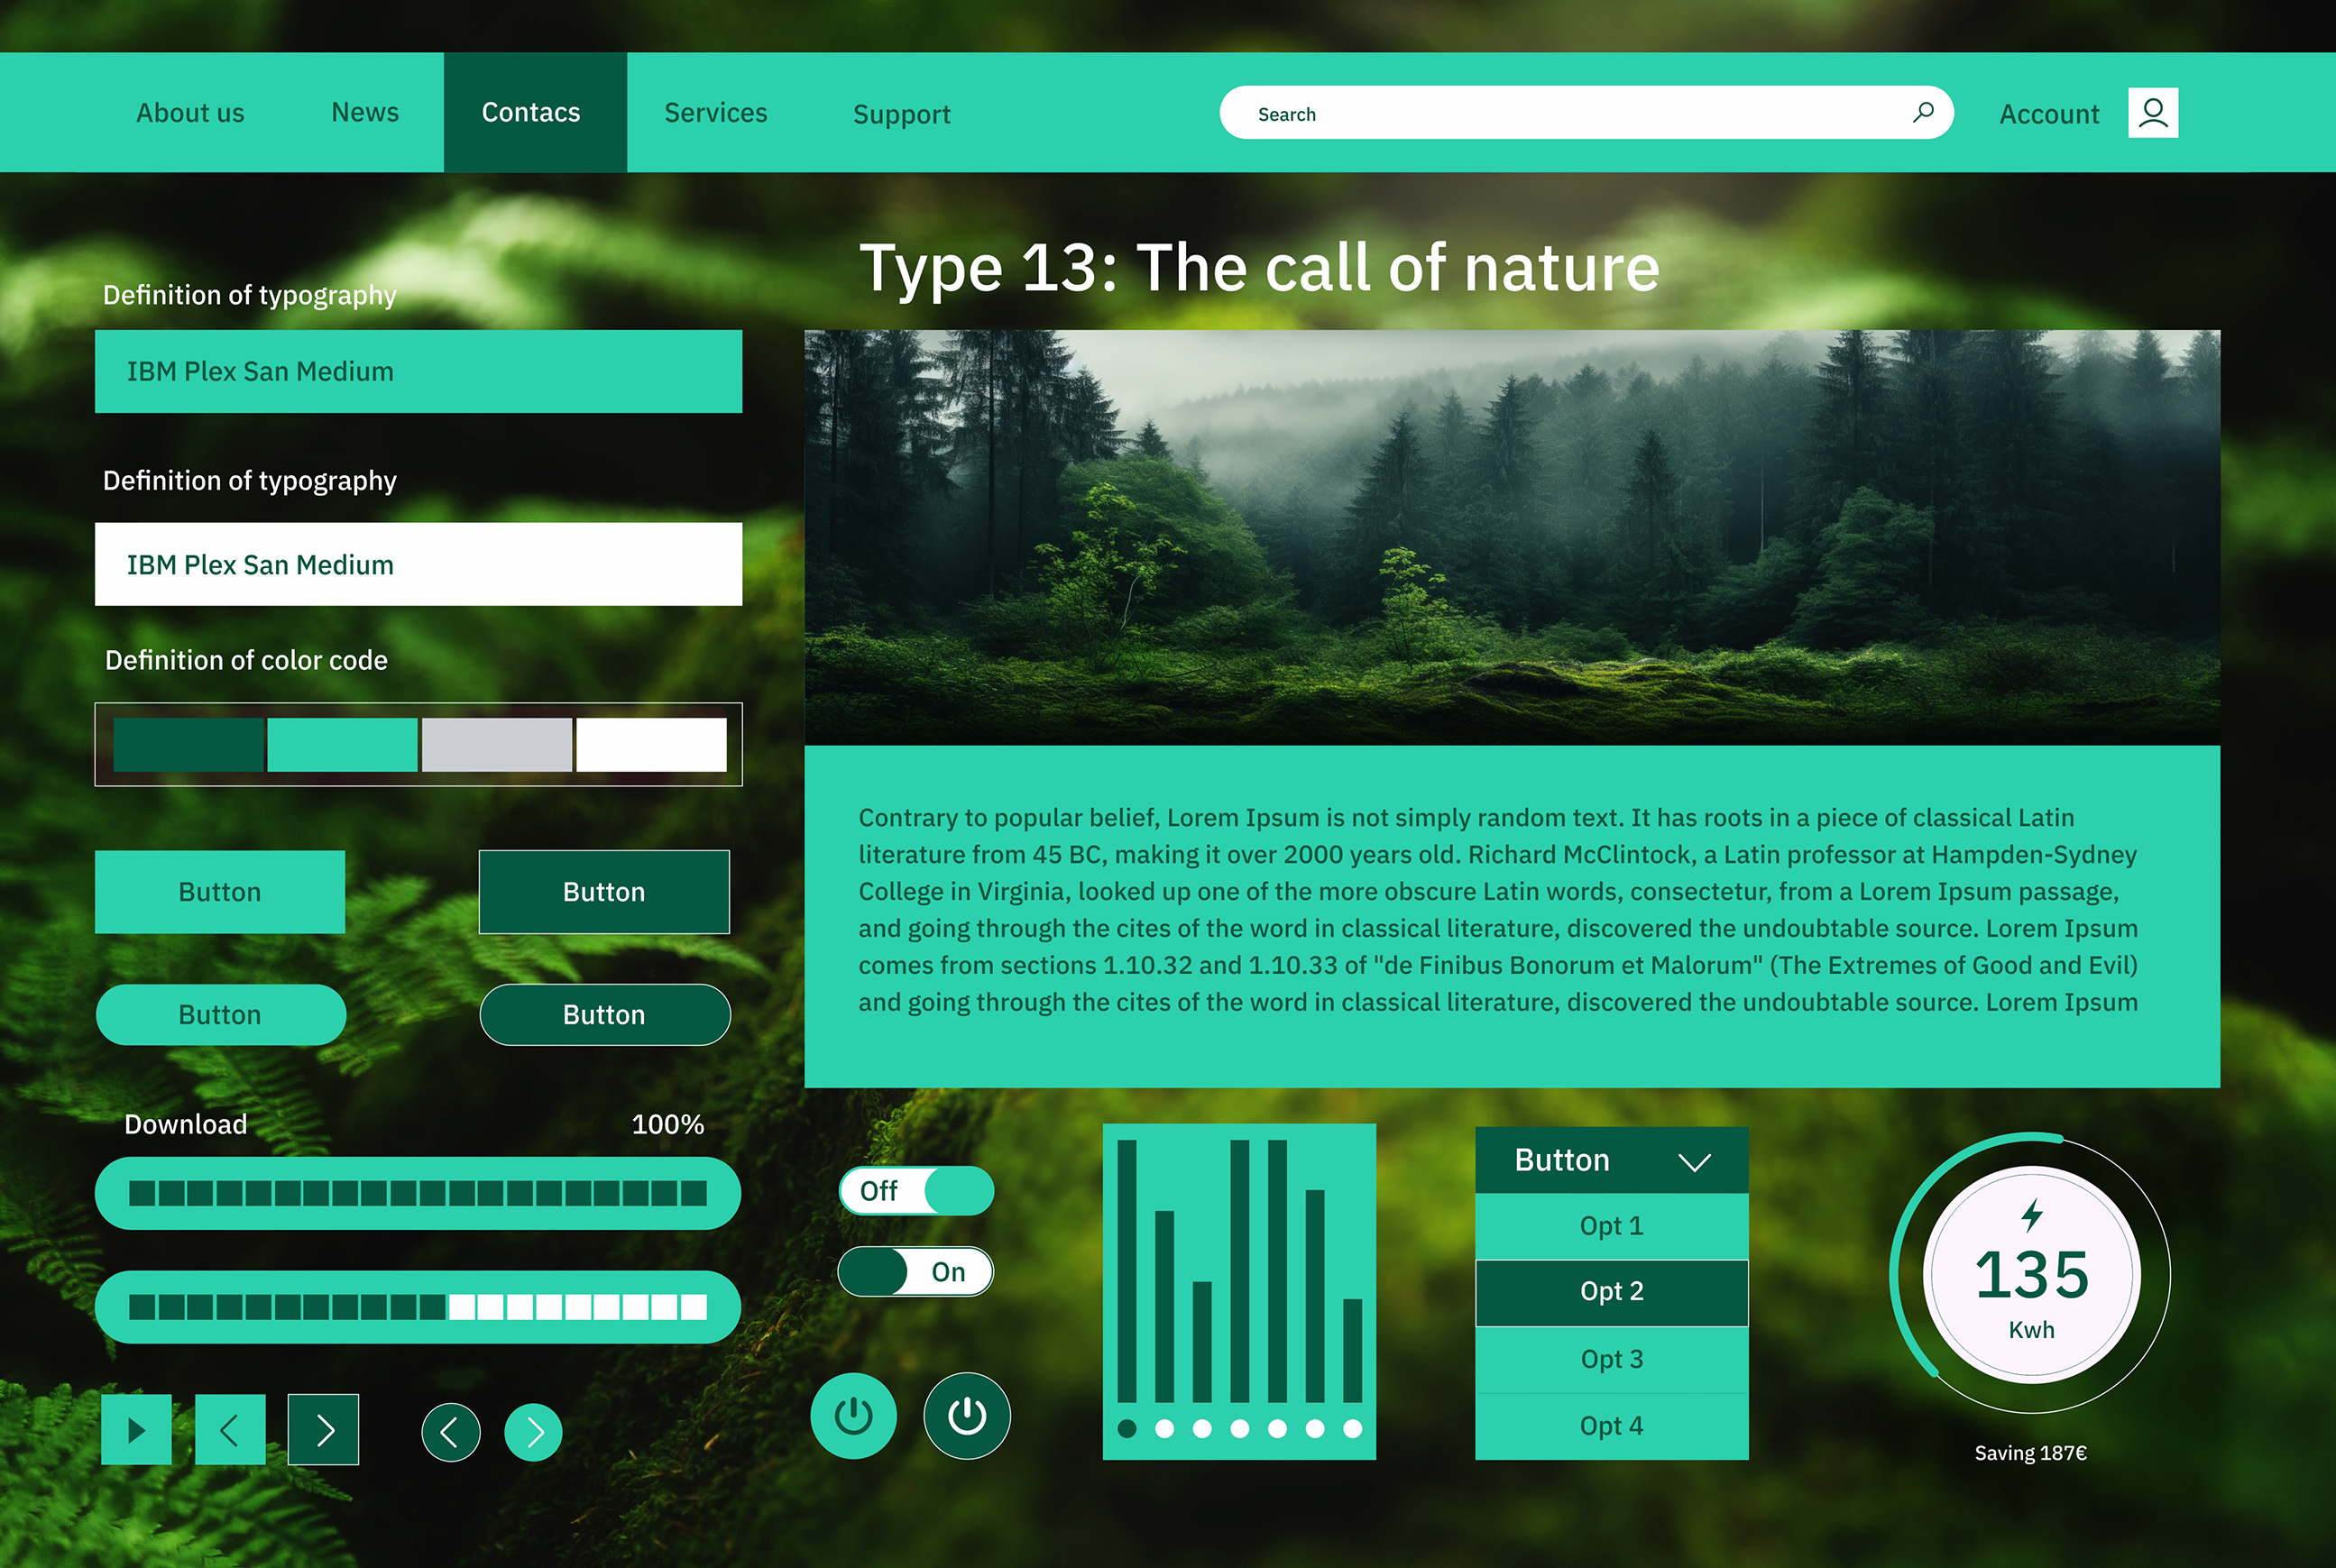 About us
News
Contacs
Services
Support
Search
Account
Type 13: The call of nature
Definition of typography
IBM Plex San Medium
Definition of typography
IBM Plex San Medium
Definition of color code
Button
Button
Button
Button
Download
100%
Contrary to popular belief, Lorem Ipsum is not simply random text. It has roots in a piece of classical Latin
literature from 45 BC, making it over 2000 years old. Richard McClintock, a Latin professor at Hampden-Sydney
College in Virginia, looked up one of the more obscure Latin words, consectetur, from a Lorem Ipsum passage,
and going through the cites of the word in classical literature, discovered the undoubtable source. Lorem Ipsum
comes from sections 1.10.32 and 1.10.33 of "de Finibus Bonorum et Malorum" (The Extremes of Good and Evil)
and going through the cites of the word in classical literature, discovered the undoubtable source. Lorem Ipsum
Off
On
Button
Opt 1
Opt 2
Opt 3
Opt 4
135
Kwh
Saving 187€